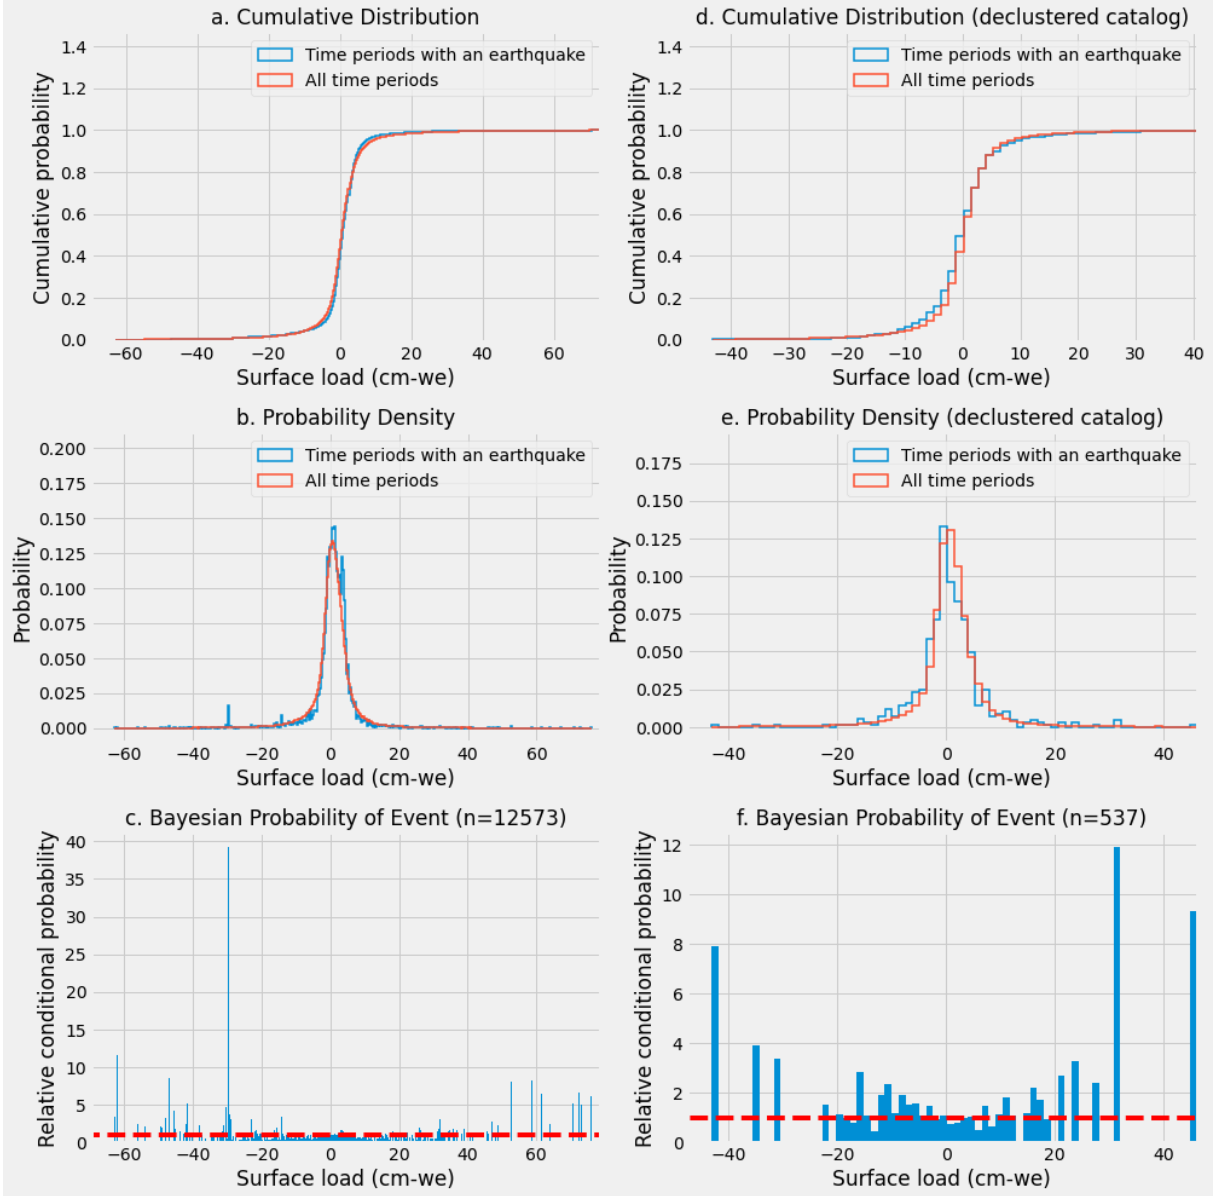 a. Cumulative Distribution
Cumulative probability
1.4
1.2
1.0
0.8
0.6
0.4
0.2
0.0
Time periods with an earthquake
All time periods
−60 −40 −20 0 20 40 60
Surface load (cm-we)
d. Cumulative Distribution (declustered catalog)
Cumulative probability
1.4
1.2
1.0
0.8
0.6
0.4
0.2
0.0
Time periods with an earthquake
All time periods
−40 −30 −20 −10 0 10 20 30 40
Surface load (cm-we)
b. Probability Density
Probability
0.200
0.175
0.150
0.125
0.100
0.075
0.050
0.025
0.000
Time periods with an earthquake
All time periods
−60 −40 −20 0 20 40 60
Surface load (cm-we)
e. Probability Density (declustered catalog)
Probability
0.175
0.150
0.125
0.100
0.075
0.050
0.025
0.000
Time periods with an earthquake
All time periods
−40 −20 0 20 40
Surface load (cm-we)
c. Bayesian Probability of Event (n=12573)
Relative conditional probability
40
35
30
25
20
15
10
5
0
−60 −40 −20 0 20 40 60
Surface load (cm-we)
f. Bayesian Probability of Event (n=537)
Relative conditional probability
12
10
8
6
4
2
0
−40 −20 0 20 40
Surface load (cm-we)